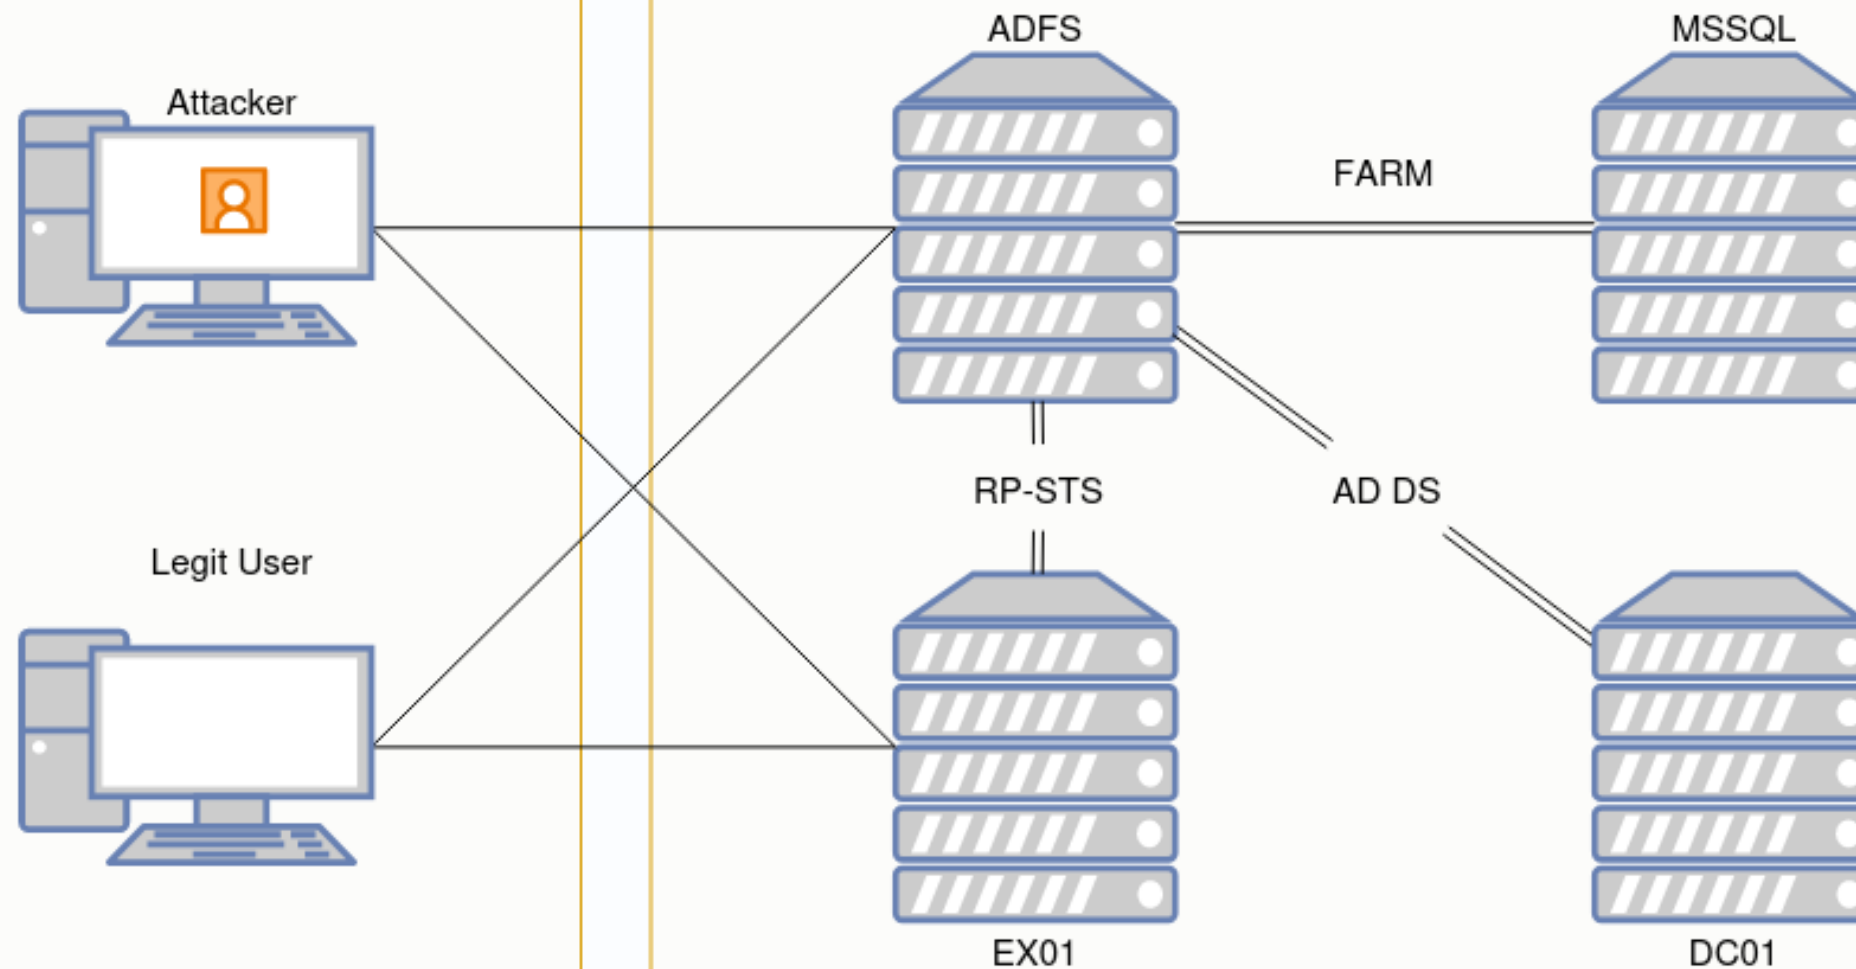 ADFS
MSSQL
Attacker
FARM
RP-STS
AD DS
Legit User
EX01
DC01